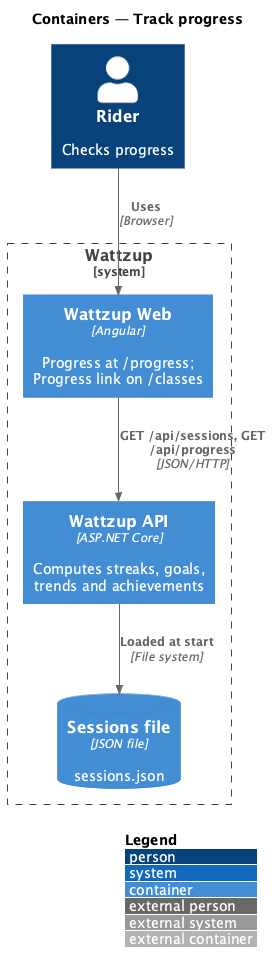 Containers — Track progress
Rider
Checks progress
Uses
[Browser]
Wattzup
[system]
Wattzup Web
[Angular]
Progress at /progress;
Progress link on /classes
GET /api/sessions, GET
/api/progress
[JSON/HTTP]
Wattzup API
[ASP.NET Core]
Computes streaks, goals,
trends and achievements
Loaded at start
[File system]
Sessions file
[JSON file]
sessions.json
Legend
person
system
container
external person
external system
external container